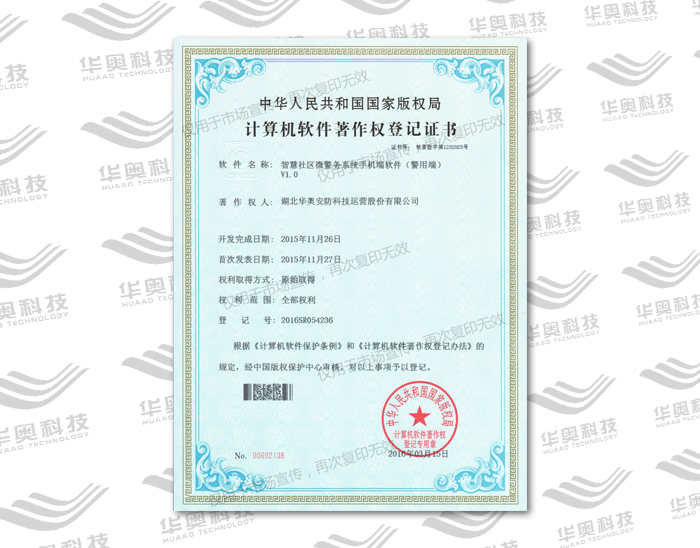 中华人民共和国国家版权局
计算机软件著作权登记证书
证书号： 软著登字第1232853号
软件名称： 智慧社区微警务系统手机端软件（警用端）
V1.0
著作权人： 湖北华奥安防科技运营股份有限公司
开发完成日期： 2015年11月26日
首次发表日期： 2015年11月27日
权利取得方式： 原始取得
权利范围： 全部权利
登记号： 2016SR054236
根据《计算机软件保护条例》和《计算机软件著作权登记办法》的
规定，经中国版权保护中心审核，对以上事项予以登记。
中华人民共和国国家版权局
计算机软件著作权
登记专用章
2016年03月15日
No. 00992138
仅用于市场宣传，再次复印无效
华奥科技
HUAAO TECHNOLOGY